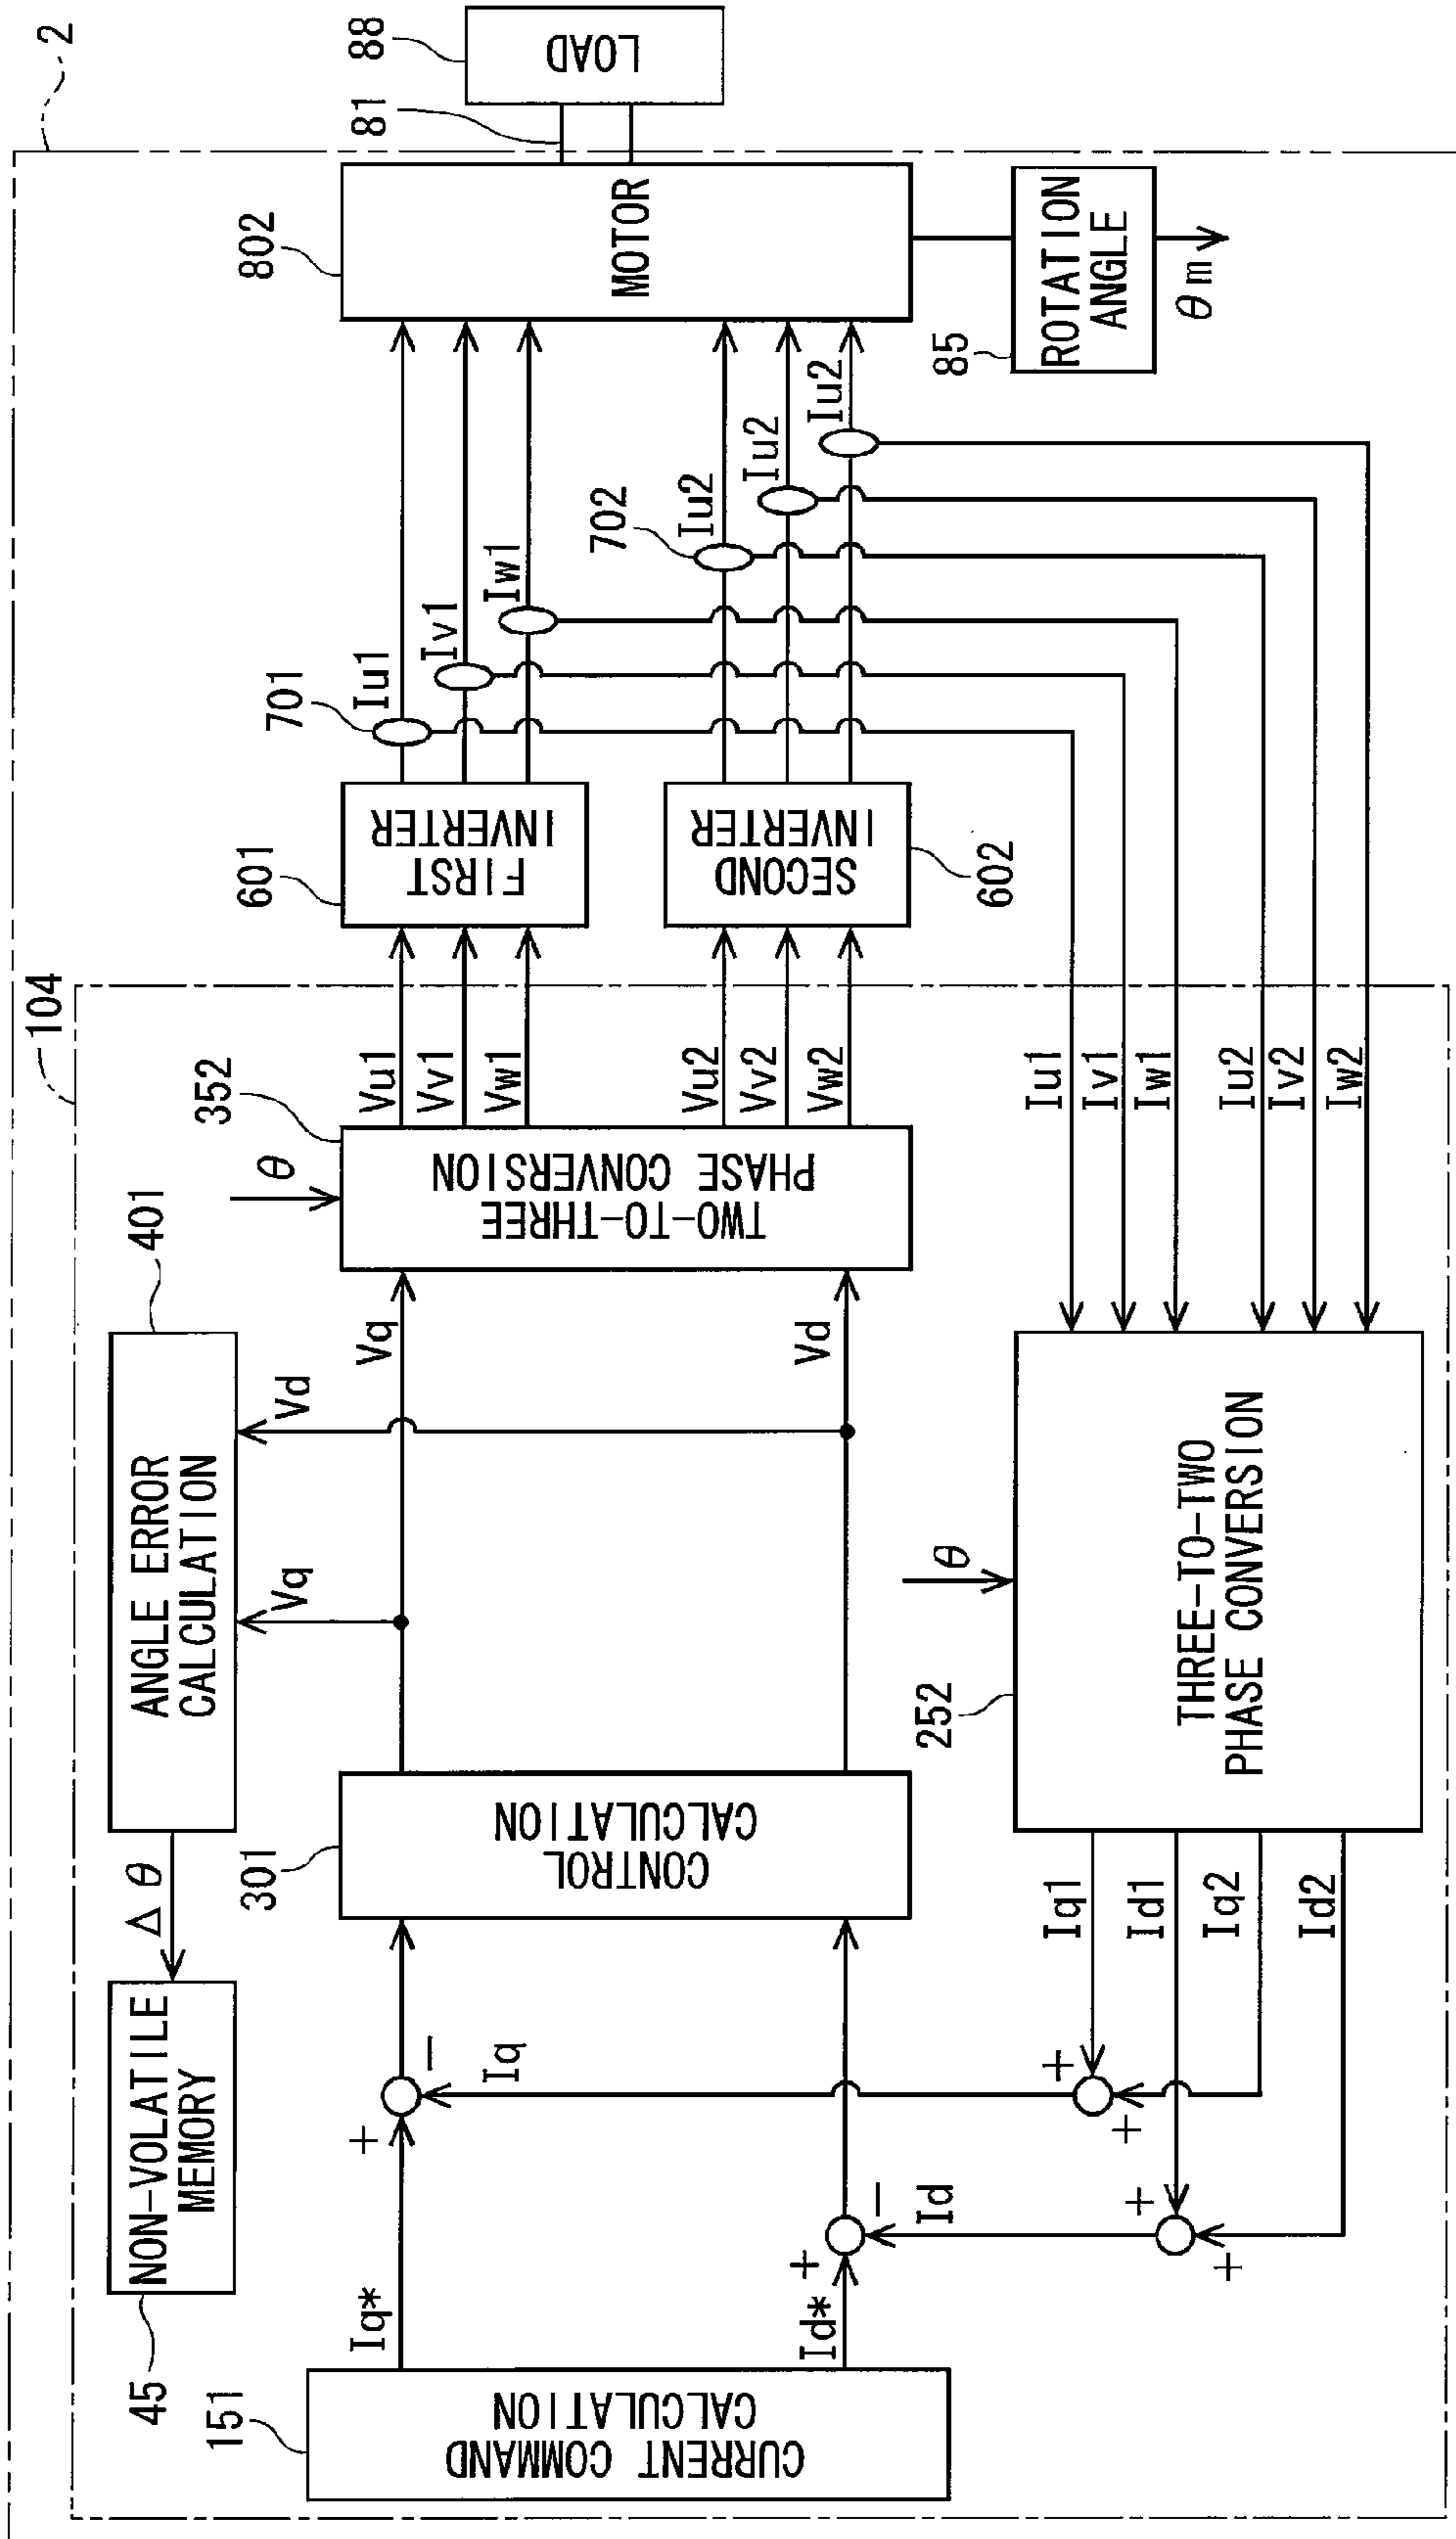 2
104
45
NON-VOLATILE
MEMORY
Δθ
ANGLE ERROR
CALCULATION
401
Vq
Vd
151
CURRENT COMMAND
CALCULATION
Iq*
Id*
+
−
+
−
Iq
Id
301
CONTROL
CALCULATION
Vq
Vd
θ
352
TWO-TO-THREE
PHASE CONVERSION
Vu1
Vv1
Vw1
Vu2
Vv2
Vw2
601
FIRST
INVERTER
602
SECOND
INVERTER
701
Iu1
Iv1
Iw1
702
Iu2
Iu2
Iu2
802
MOTOR
81
88
LOAD
85
ROTATION
ANGLE
θm
252
θ
THREE-TO-TWO
PHASE CONVERSION
Iu1
Iv1
Iw1
Iu2
Iv2
Iw2
Iq1
Id1
Iq2
Id2
+
+
+
+